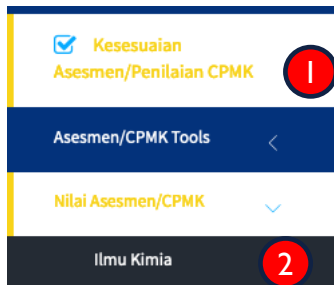 Kesesuaian
Asesmen/Penilaian CPMK
1
Asesmen/CPMK Tools
Nilai Asesmen/CPMK
Ilmu Kimia
2